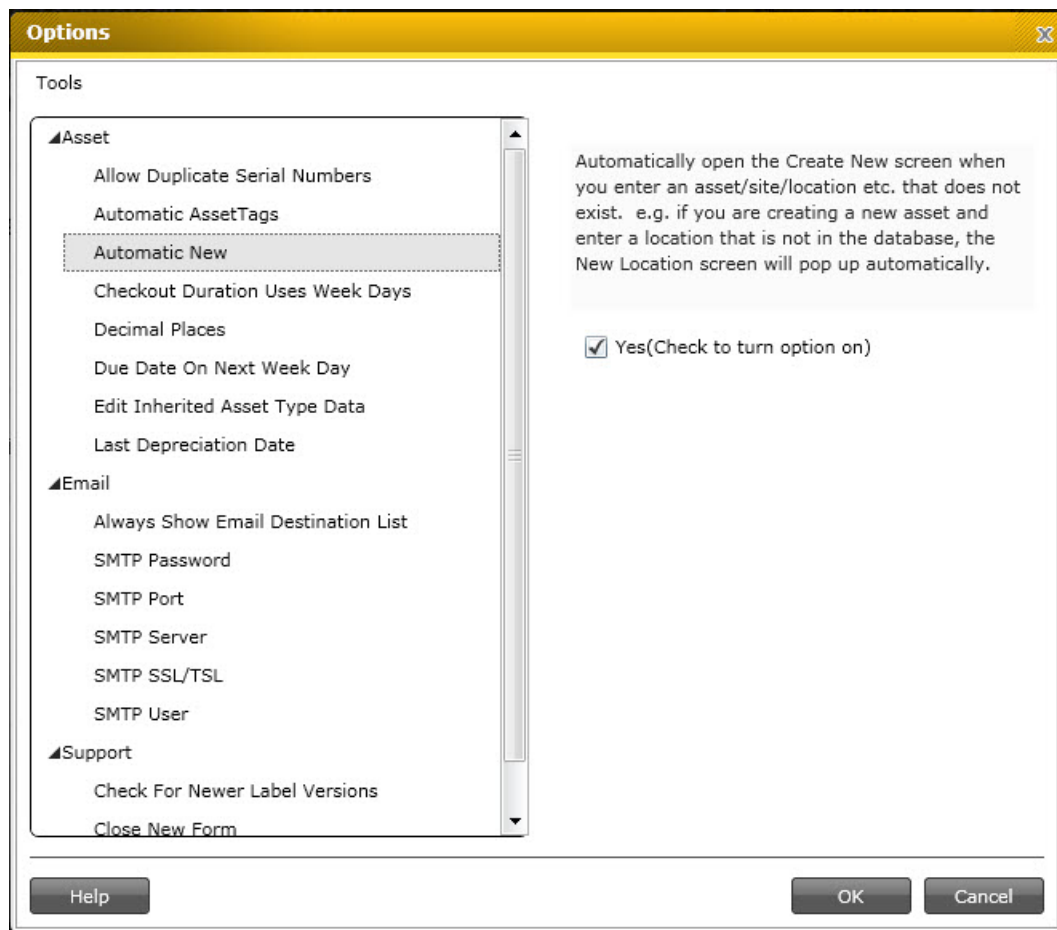 Options
Tools
Asset
Allow Duplicate Serial Numbers
Automatic AssetTags
Automatic New
Checkout Duration Uses Week Days
Decimal Places
Due Date On Next Week Day
Edit Inherited Asset Type Data
Last Depreciation Date
Email
Always Show Email Destination List
SMTP Password
SMTP Port
SMTP Server
SMTP SSL/TSL
SMTP User
Support
Check For Newer Label Versions
Close New Form
Automatically open the Create New screen when
you enter an asset/site/location etc. that does not
exist.  e.g. if you are creating a new asset and
enter a location that is not in the database, the
New Location screen will pop up automatically.
Yes(Check to turn option on)
Help
OK
Cancel